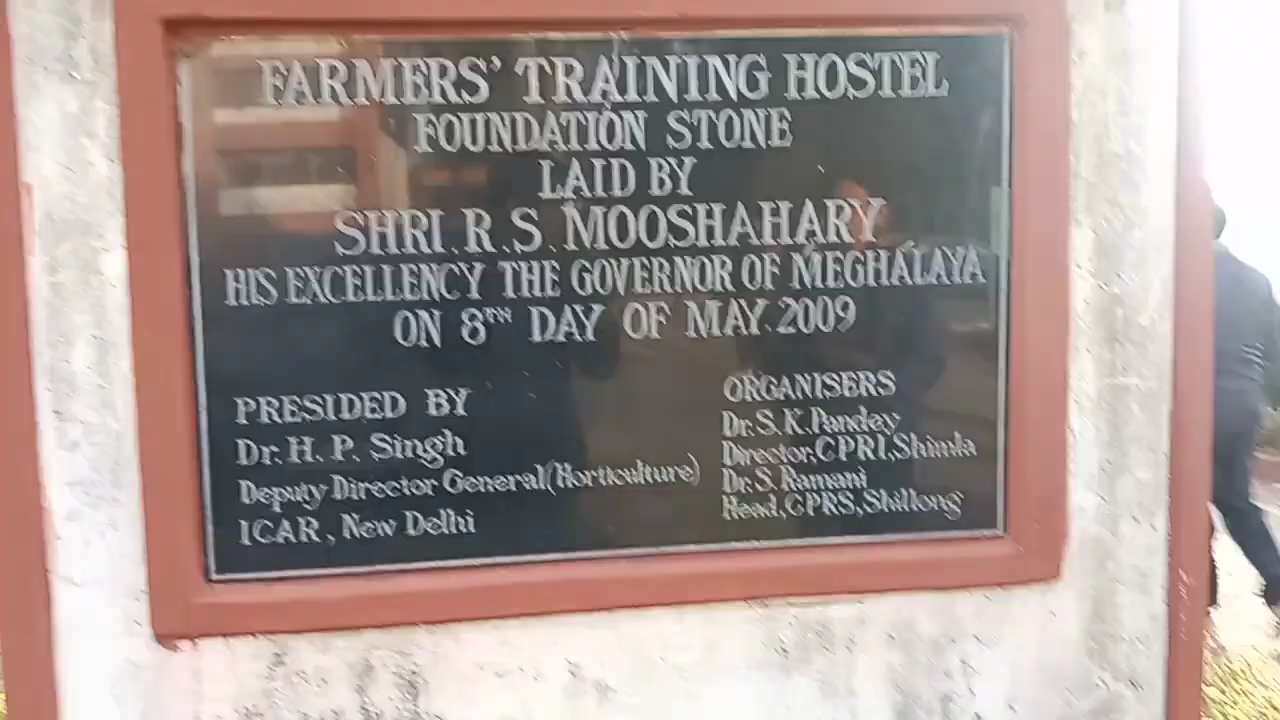 FARMERS' TRAINING HOSTEL
FOUNDATION STONE
LAID BY
SHRI. R. S. MOOSHAHARY
HIS EXCELLENCY THE GOVERNOR OF MEGHALAYA
ON 8TH DAY OF MAY. 2009
PRESIDED BY
Dr. H. P. Singh
Deputy Director General (Horticulture)
ICAR, New Delhi
ORGANISERS
Dr. S. K. Pandey
Director, CPRI, Shimla
Dr. S. Ramani
Head, CPRS, Shillong